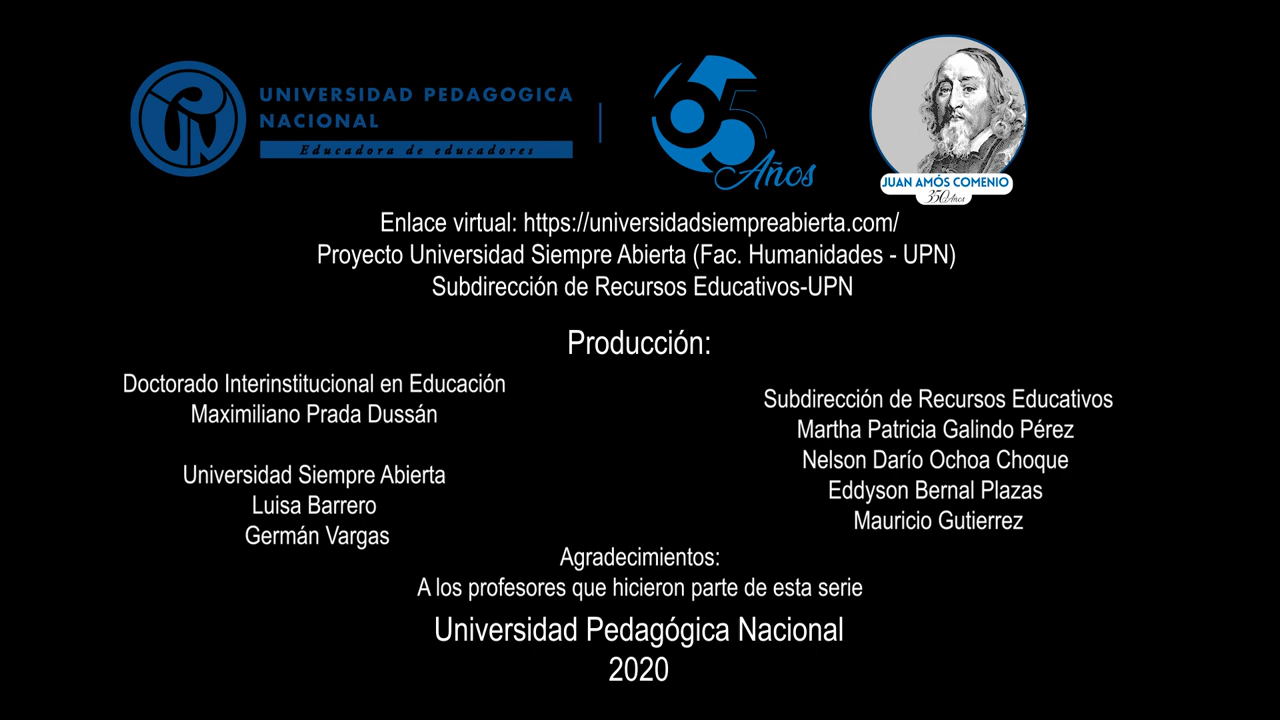 UNIVERSIDAD PEDAGOGICA
NACIONAL
Educadora de educadores
65
Años
JUAN AMÓS COMENIO
350 Años
Enlace virtual: https://universidadsiempreabierta.com/
Proyecto Universidad Siempre Abierta (Fac. Humanidades - UPN)
Subdirección de Recursos Educativos-UPN
Producción:
Doctorado Interinstitucional en Educación
Maximiliano Prada Dussán
Universidad Siempre Abierta
Luisa Barrero
Germán Vargas
Subdirección de Recursos Educativos
Martha Patricia Galindo Pérez
Nelson Darío Ochoa Choque
Eddyson Bernal Plazas
Mauricio Gutierrez
Agradecimientos:
A los profesores que hicieron parte de esta serie
Universidad Pedagógica Nacional
2020